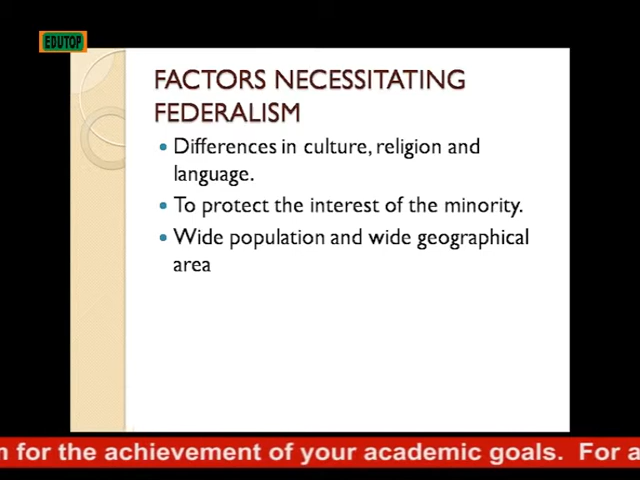 EDUTOP
FACTORS NECESSITATING
FEDERALISM
• Differences in culture, religion and
language.
• To protect the interest of the minority.
• Wide population and wide geographical
area
for the achievement of your academic goals. For